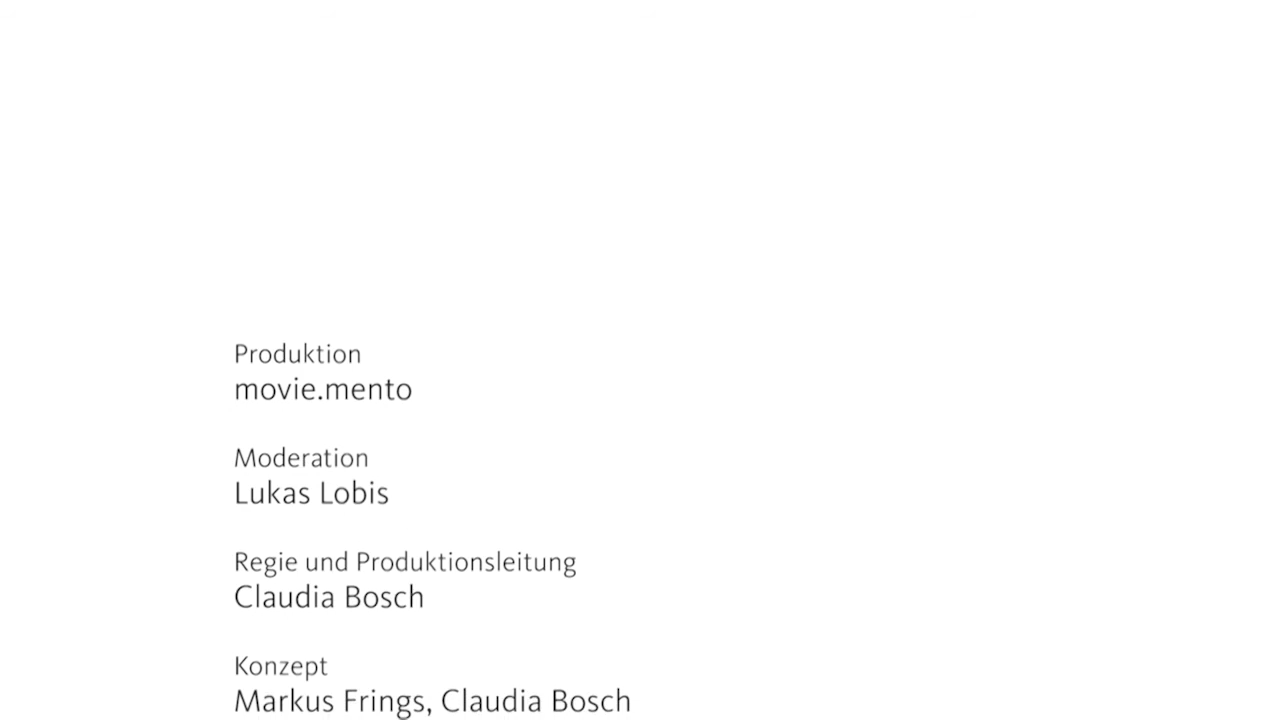 Produktion
movie.mento
Moderation
Lukas Lobis
Regie und Produktionsleitung
Claudia Bosch
Konzept
Markus Frings, Claudia Bosch